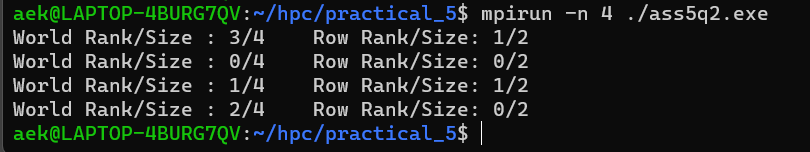 aek@LAPTOP-4BURG7QV:~/hpc/practical_5$ mpirun -n 4 ./ass5q2.exe
World Rank/Size : 3/4    Row Rank/Size: 1/2
World Rank/Size : 0/4    Row Rank/Size: 0/2
World Rank/Size : 1/4    Row Rank/Size: 1/2
World Rank/Size : 2/4    Row Rank/Size: 0/2
aek@LAPTOP-4BURG7QV:~/hpc/practical_5$